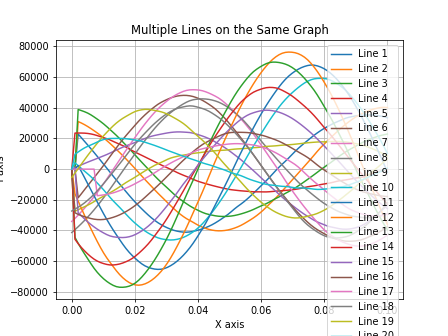 Multiple Lines on the Same Graph
80000
60000
40000
20000
0
−20000
−40000
−60000
−80000
0.00
0.02
0.04
0.06
X axis
Line 1
Line 2
Line 3
Line 4
Line 5
Line 6
Line 7
Line 8
Line 9
Line 10
Line 11
Line 12
Line 13
Line 14
Line 15
Line 16
Line 17
Line 18
Line 19